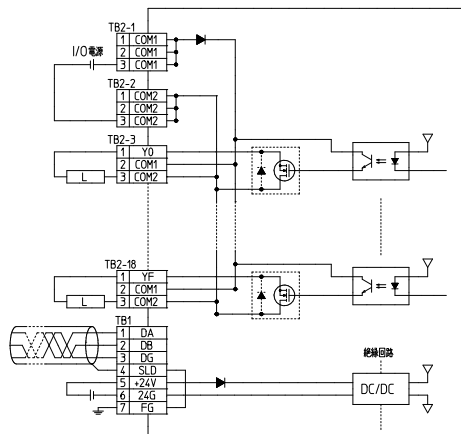 TB2-1
1 COM1
2 COM1
3 COM1
I/O電源
TB2-2
1 COM2
2 COM2
3 COM2
TB2-3
1 Y0
2 COM1
3 COM2
L
TB2-18
1 YF
2 COM1
3 COM2
L
TB1
1 DA
2 DB
3 DG
4 SLD
5 +24V
6 24G
7 FG
絶縁回路
DC/DC